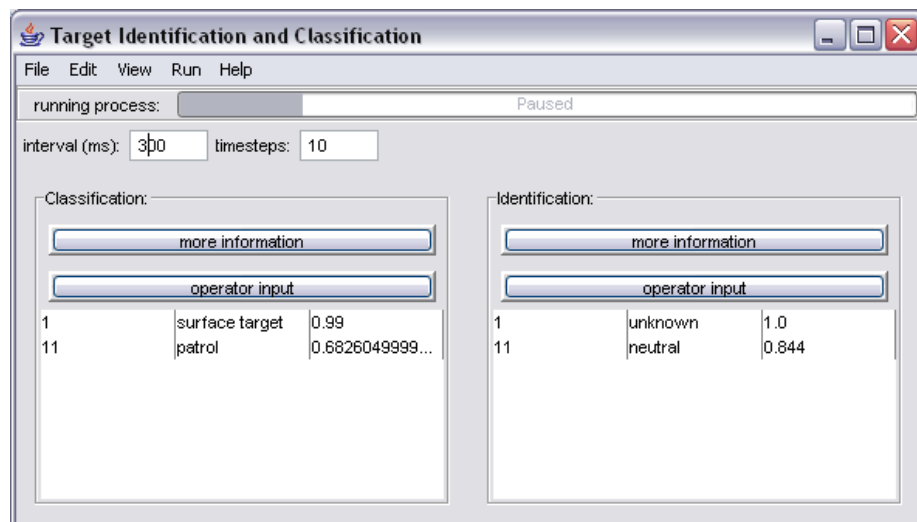 Target Identification and Classification
File Edit View Run Help
running process: Paused
interval (ms): 300 timesteps: 10
Classification: Identification:
more information more information
operator input operator input
1 surface target 0.99 1 unknown 1.0
11 patrol 0.6826049999... 11 neutral 0.844